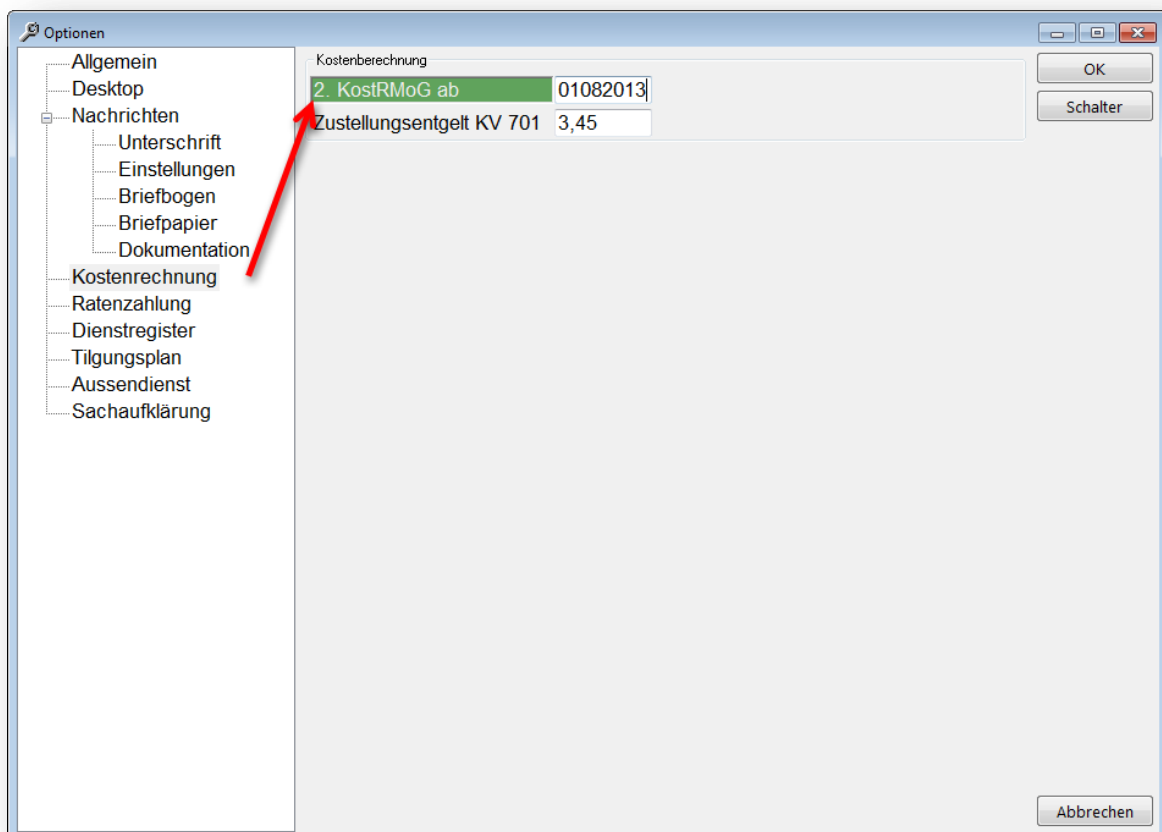 Optionen
Allgemein
Desktop
Nachrichten
Unterschrift
Einstellungen
Briefbogen
Briefpapier
Dokumentation
Kostenrechnung
Ratenzahlung
Dienstregister
Tilgungsplan
Aussendienst
Sachaufklärung
Kostenberechnung
2. KostRMoG ab 01082013
Zustellungsentgelt KV 701 3,45
OK
Schalter
Abbrechen